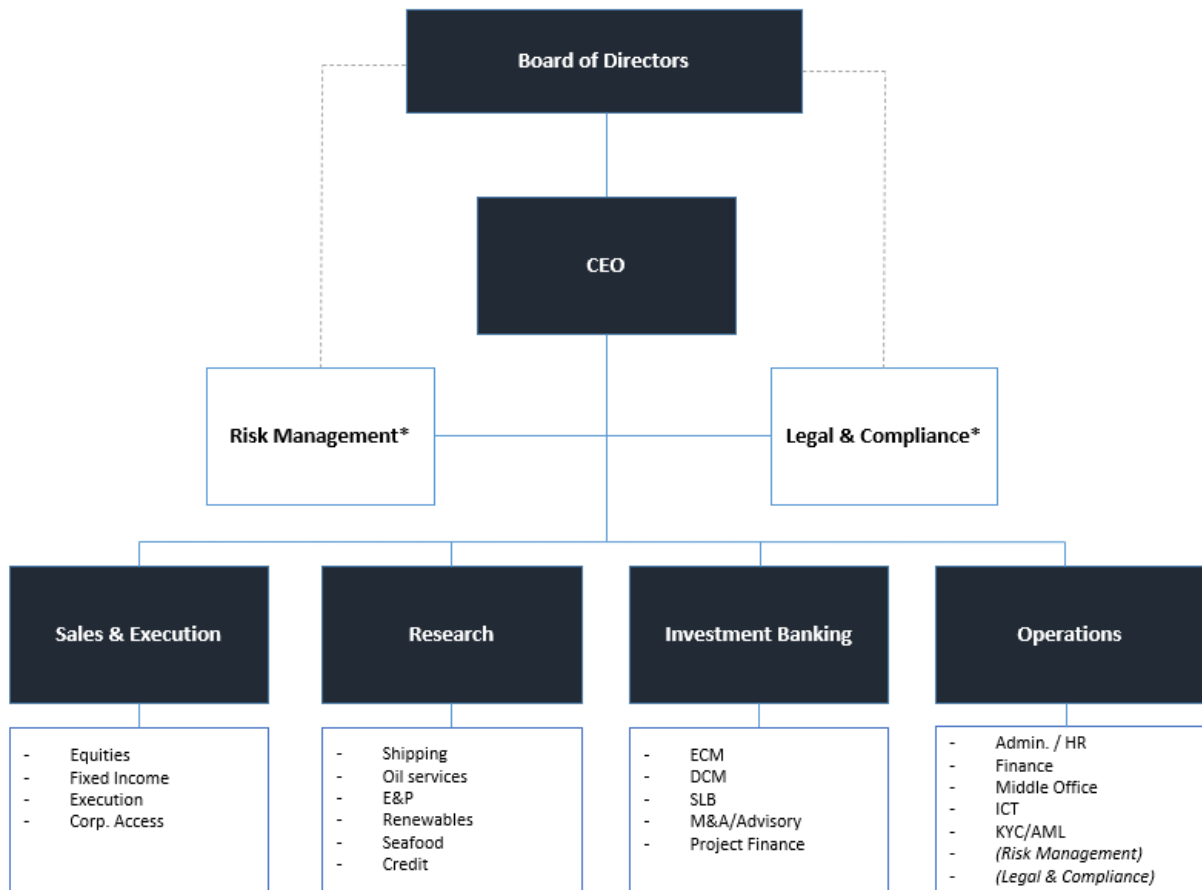 Board of Directors
CEO
Risk Management*
Legal & Compliance*
Sales & Execution
Research
Investment Banking
Operations
- Equities
- Fixed Income
- Execution
- Corp. Access
- Shipping
- Oil services
- E&P
- Renewables
- Seafood
- Credit
- ECM
- DCM
- SLB
- M&A/Advisory
- Project Finance
- Admin. / HR
- Finance
- Middle Office
- ICT
- KYC/AML
- (Risk Management)
- (Legal & Compliance)